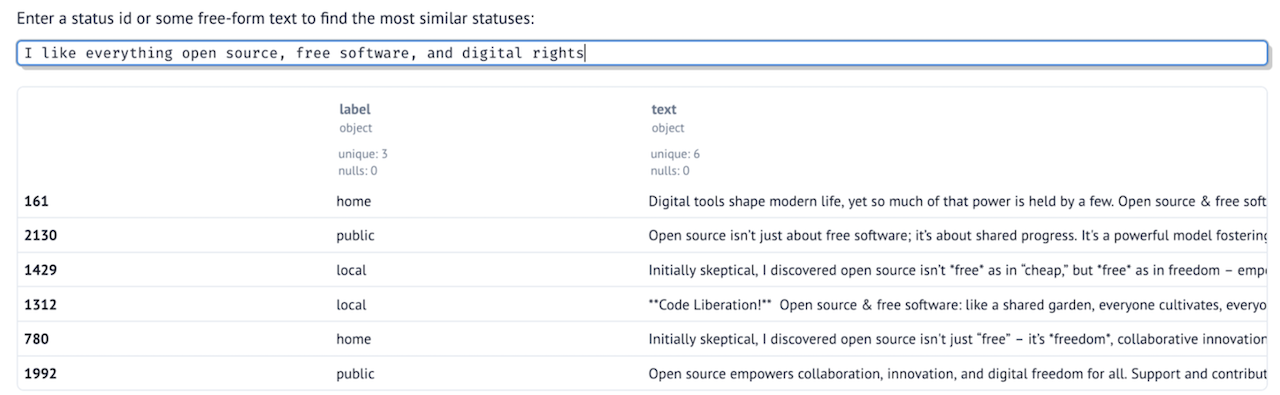 Enter a status id or some free-form text to find the most similar statuses:
I like everything open source, free software, and digital rights
label text
object object
unique: 3 unique: 6
nulls: 0 nulls: 0
161 home Digital tools shape modern life, yet so much of that power is held by a few. Open source & free soft
2130 public Open source isn’t just about free software; it’s about shared progress. It's a powerful model fostering
1429 local Initially skeptical, I discovered open source isn’t *free* as in “cheap,” but *free* as in freedom – emp
1312 local **Code Liberation!** Open source & free software: like a shared garden, everyone cultivates, everyo
780 home Initially skeptical, I discovered open source isn't just “free” – it’s *freedom*, collaborative innovation
1992 public Open source empowers collaboration, innovation, and digital freedom for all. Support and contribut